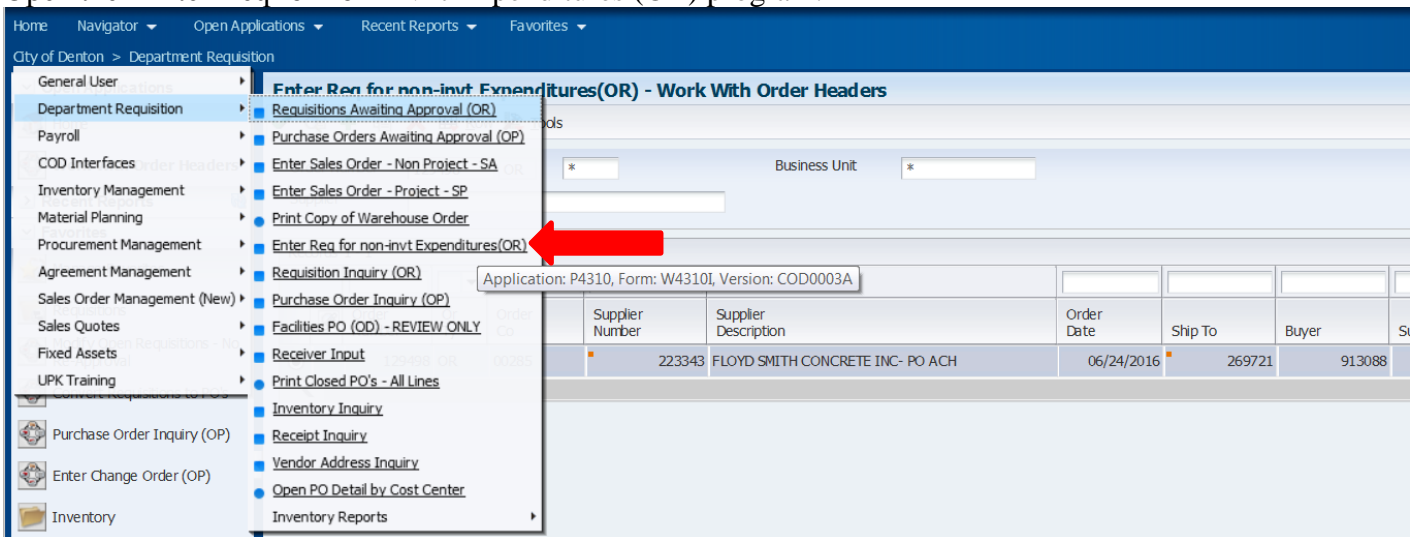 Home Navigator Open Applications Recent Reports Favorites
City of Denton > Department Requisition
General User
Department Requisition
Payroll
COD Interfaces
Inventory Management
Material Planning
Procurement Management
Agreement Management
Sales Order Management (New)
Sales Quotes
Fixed Assets
UPK Training
Requisitions Awaiting Approval (OR)
Purchase Orders Awaiting Approval (OP)
Enter Sales Order - Non Project - SA
Enter Sales Order - Project - SP
Print Copy of Warehouse Order
Enter Req for non-invt Expenditures(OR)
Requisition Inquiry (OR)
Purchase Order Inquiry (OP)
Facilities PO (OD) - REVIEW ONLY
Receiver Input
Print Closed PO's - All Lines
Inventory Inquiry
Receipt Inquiry
Vendor Address Inquiry
Open PO Detail by Cost Center
Inventory Reports
Application: P4310, Form: W4310I, Version: COD0003A
Enter Req for non-invt Expenditures(OR) - Work With Order Headers
* Business Unit *
Supplier Number Supplier Description Order Date Ship To Buyer
223343 FLOYD SMITH CONCRETE INC- PO ACH 06/24/2016 269721 913088
Convert Requisitions to PO's
Purchase Order Inquiry (OP)
Enter Change Order (OP)
Inventory